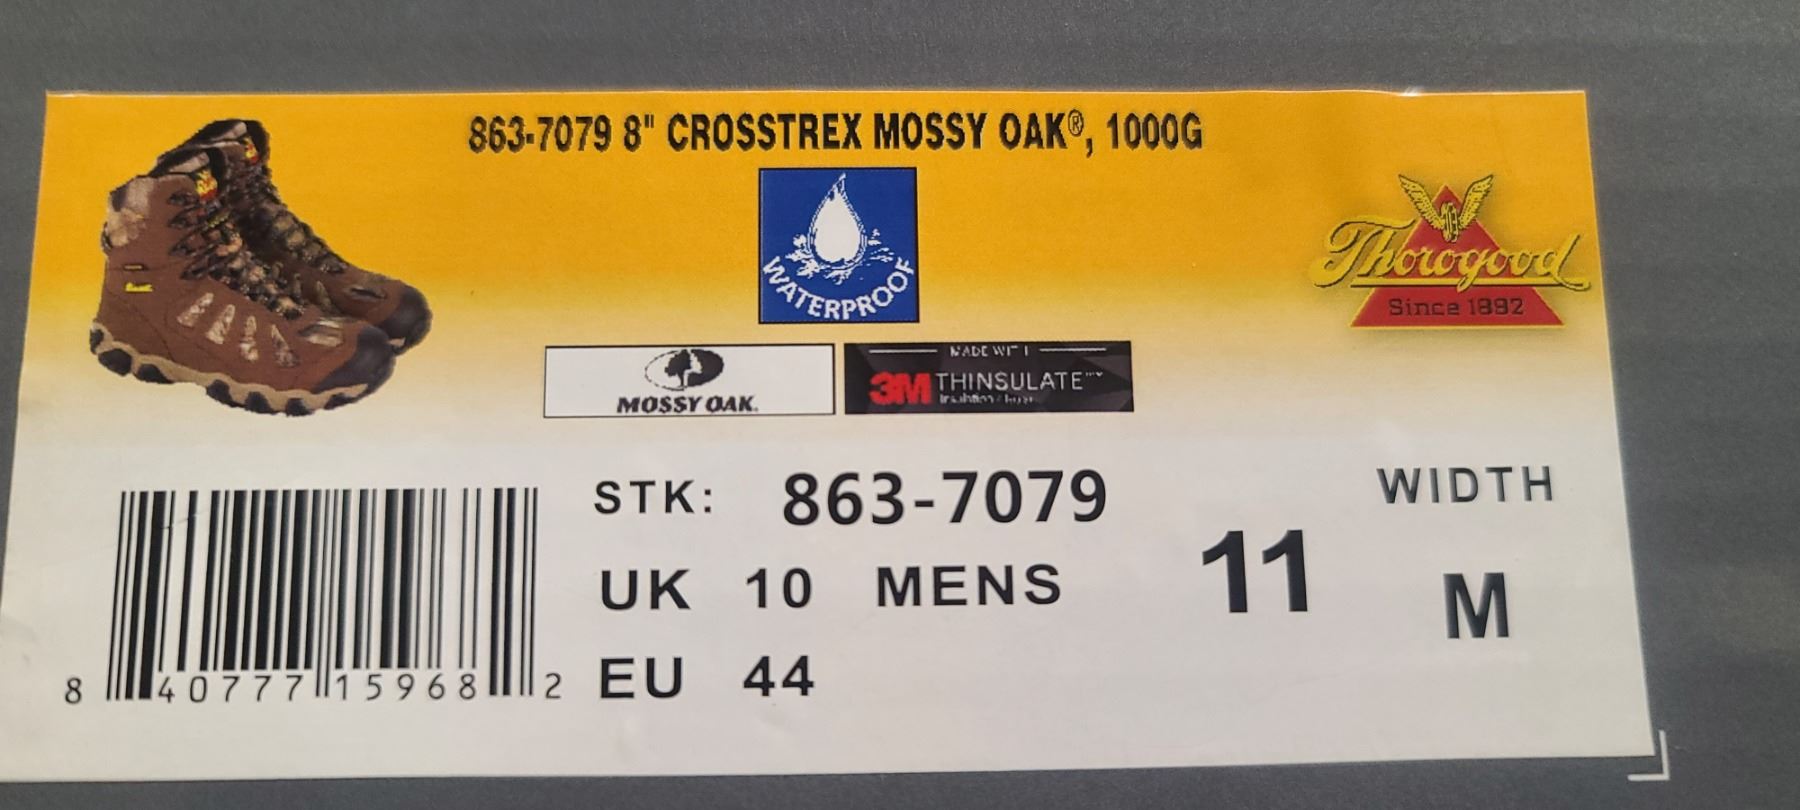 863-7079 8" CROSSTREX MOSSY OAK®, 1000G
WATERPROOF
Thorogood
Since 1892
MOSSY OAK.
MADE WITH
3M THINSULATE™
Insulation
STK: 863-7079
UK 10 MENS
EU 44
11
WIDTH
M
8 40777 15968 2